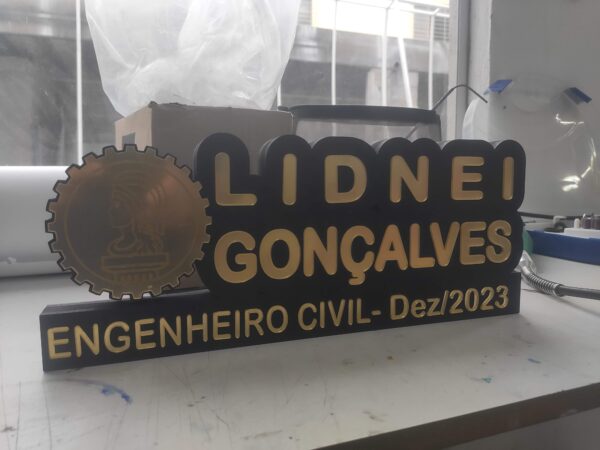 LIDNEI
GONÇALVES
ENGENHEIRO CIVIL- Dez/2023